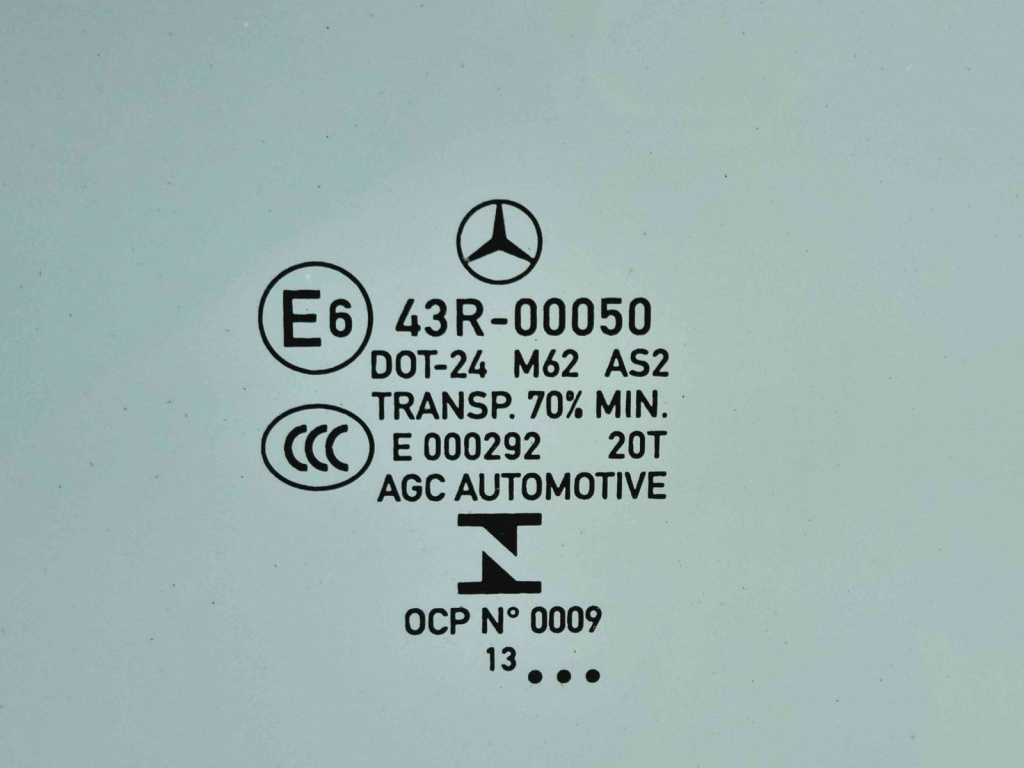 E6 43R-00050
DOT-24 M62 AS2
TRANSP. 70% MIN.
CCC E 000292 20T
AGC AUTOMOTIVE
OCP N° 0009
13 ...